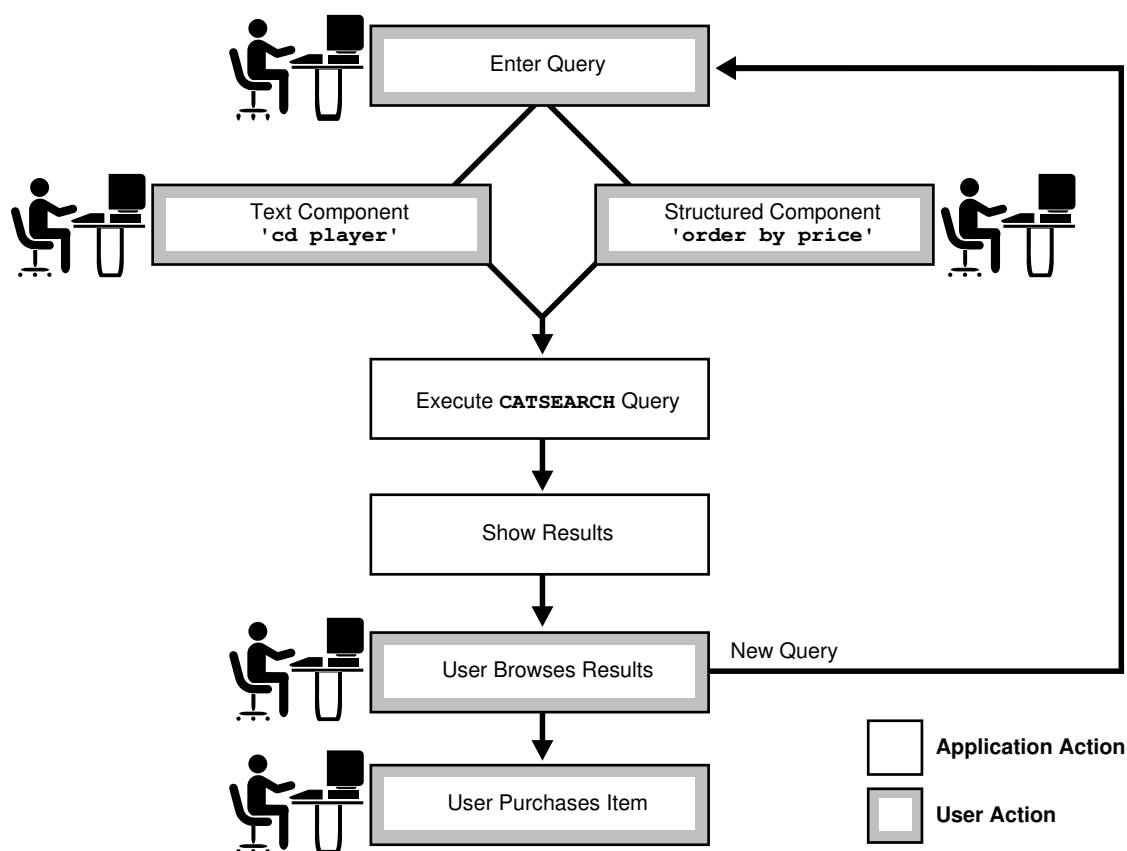 Enter Query
Text Component
'cd player'
Structured Component
'order by price'
Execute CATSEARCH Query
Show Results
User Browses Results
New Query
User Purchases Item
Application Action
User Action